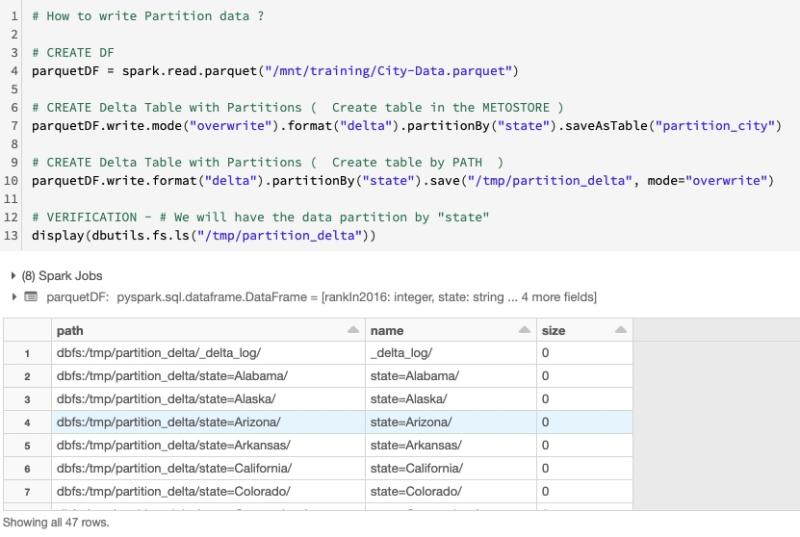 1 # How to write Partition data ?
2
3 # CREATE DF
4 parquetDF = spark.read.parquet("/mnt/training/City-Data.parquet")
5
6 # CREATE Delta Table with Partitions (  Create table in the METOSTORE )
7 parquetDF.write.mode("overwrite").format("delta").partitionBy("state").saveAsTable("partition_city")
8
9 # CREATE Delta Table with Partitions (  Create table by PATH  )
10 parquetDF.write.format("delta").partitionBy("state").save("/tmp/partition_delta", mode="overwrite")
11
12 # VERIFICATION - # We will have the data partition by "state"
13 display(dbutils.fs.ls("/tmp/partition_delta"))
(8) Spark Jobs
parquetDF: pyspark.sql.dataframe.DataFrame = [rankIn2016: integer, state: string ... 4 more fields]
path name size
1 dbfs:/tmp/partition_delta/_delta_log/ _delta_log/ 0
2 dbfs:/tmp/partition_delta/state=Alabama/ state=Alabama/ 0
3 dbfs:/tmp/partition_delta/state=Alaska/ state=Alaska/ 0
4 dbfs:/tmp/partition_delta/state=Arizona/ state=Arizona/ 0
5 dbfs:/tmp/partition_delta/state=Arkansas/ state=Arkansas/ 0
6 dbfs:/tmp/partition_delta/state=California/ state=California/ 0
7 dbfs:/tmp/partition_delta/state=Colorado/ state=Colorado/ 0
Showing all 47 rows.